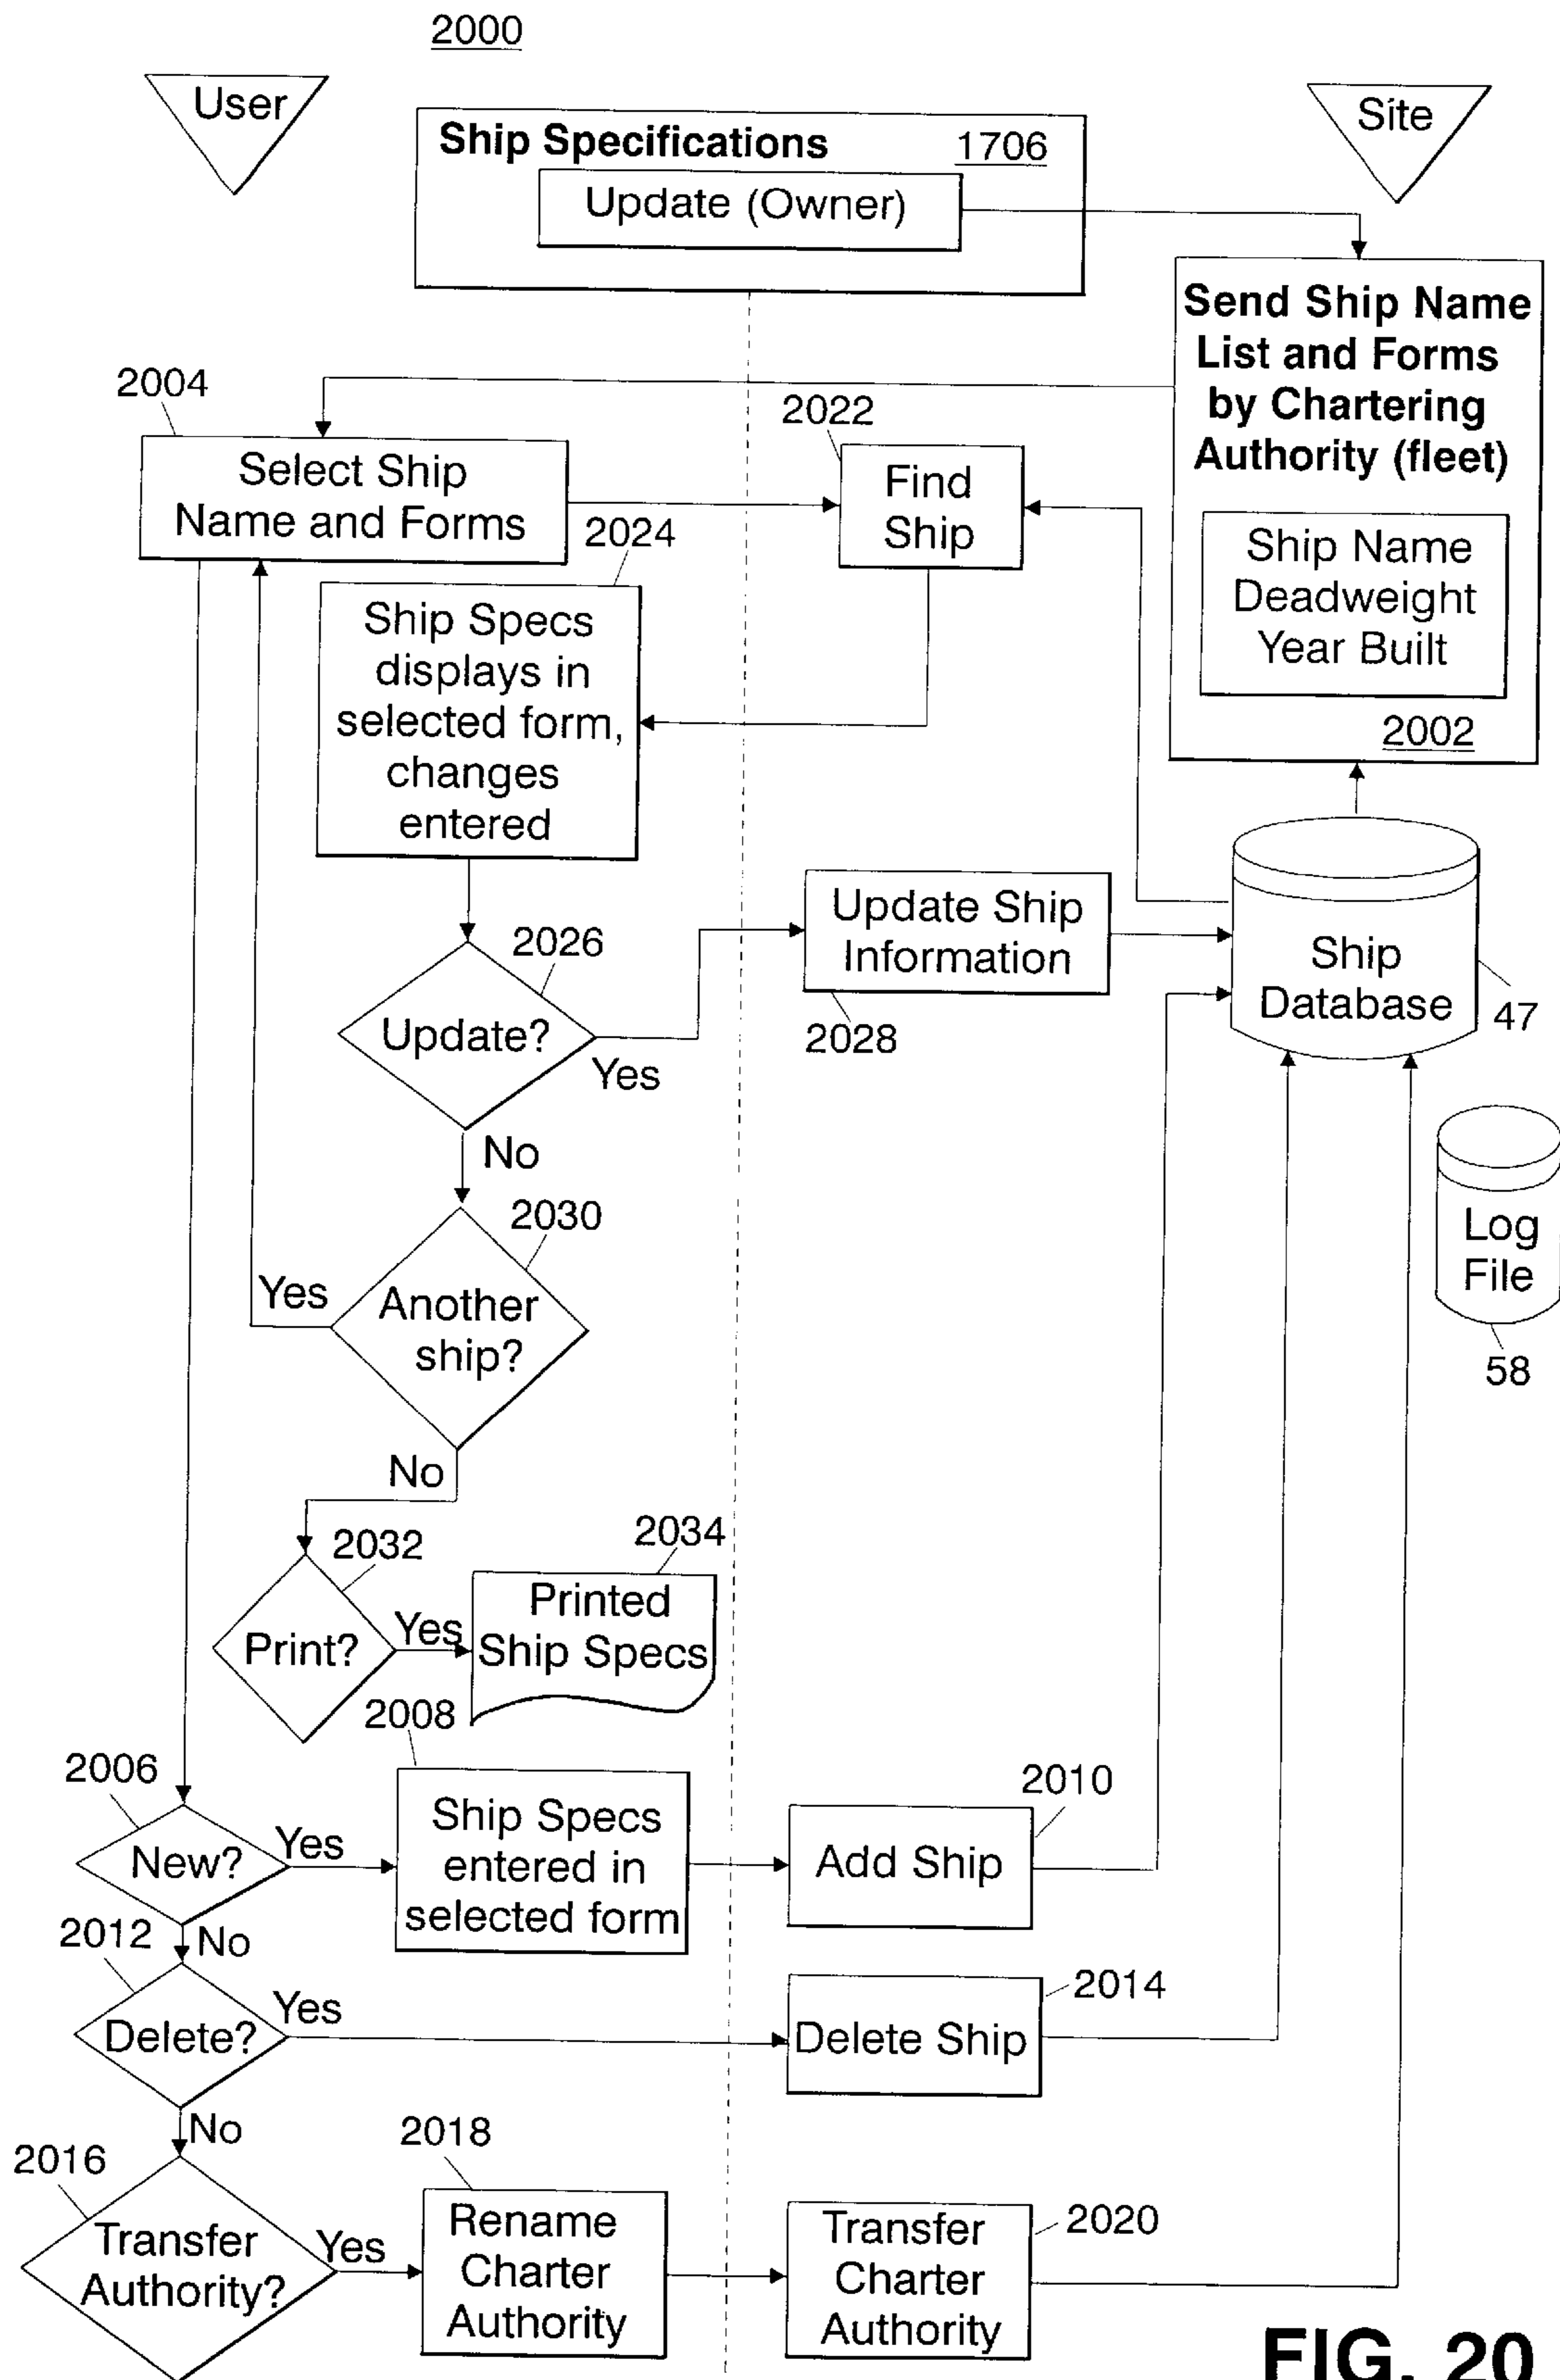 2000
User
Site
Ship Specifications
1706
Update (Owner)
Send Ship Name
List and Forms
by Chartering
Authority (fleet)
Ship Name
Deadweight
Year Built
2002
2004
Select Ship
Name and Forms
2022
Find
Ship
2024
Ship Specs
displays in
selected form,
changes
entered
2026
Update?
Yes
No
Update Ship
Information
2028
Ship
Database
47
Log
File
58
2030
Another
ship?
Yes
No
2032
Print?
Yes
2034
Printed
Ship Specs
2006
New?
Yes
No
2008
Ship Specs
entered in
selected form
2010
Add Ship
2012
Delete?
Yes
No
2014
Delete Ship
2016
Transfer
Authority?
Yes
2018
Rename
Charter
Authority
2020
Transfer
Charter
Authority
FIG. 20